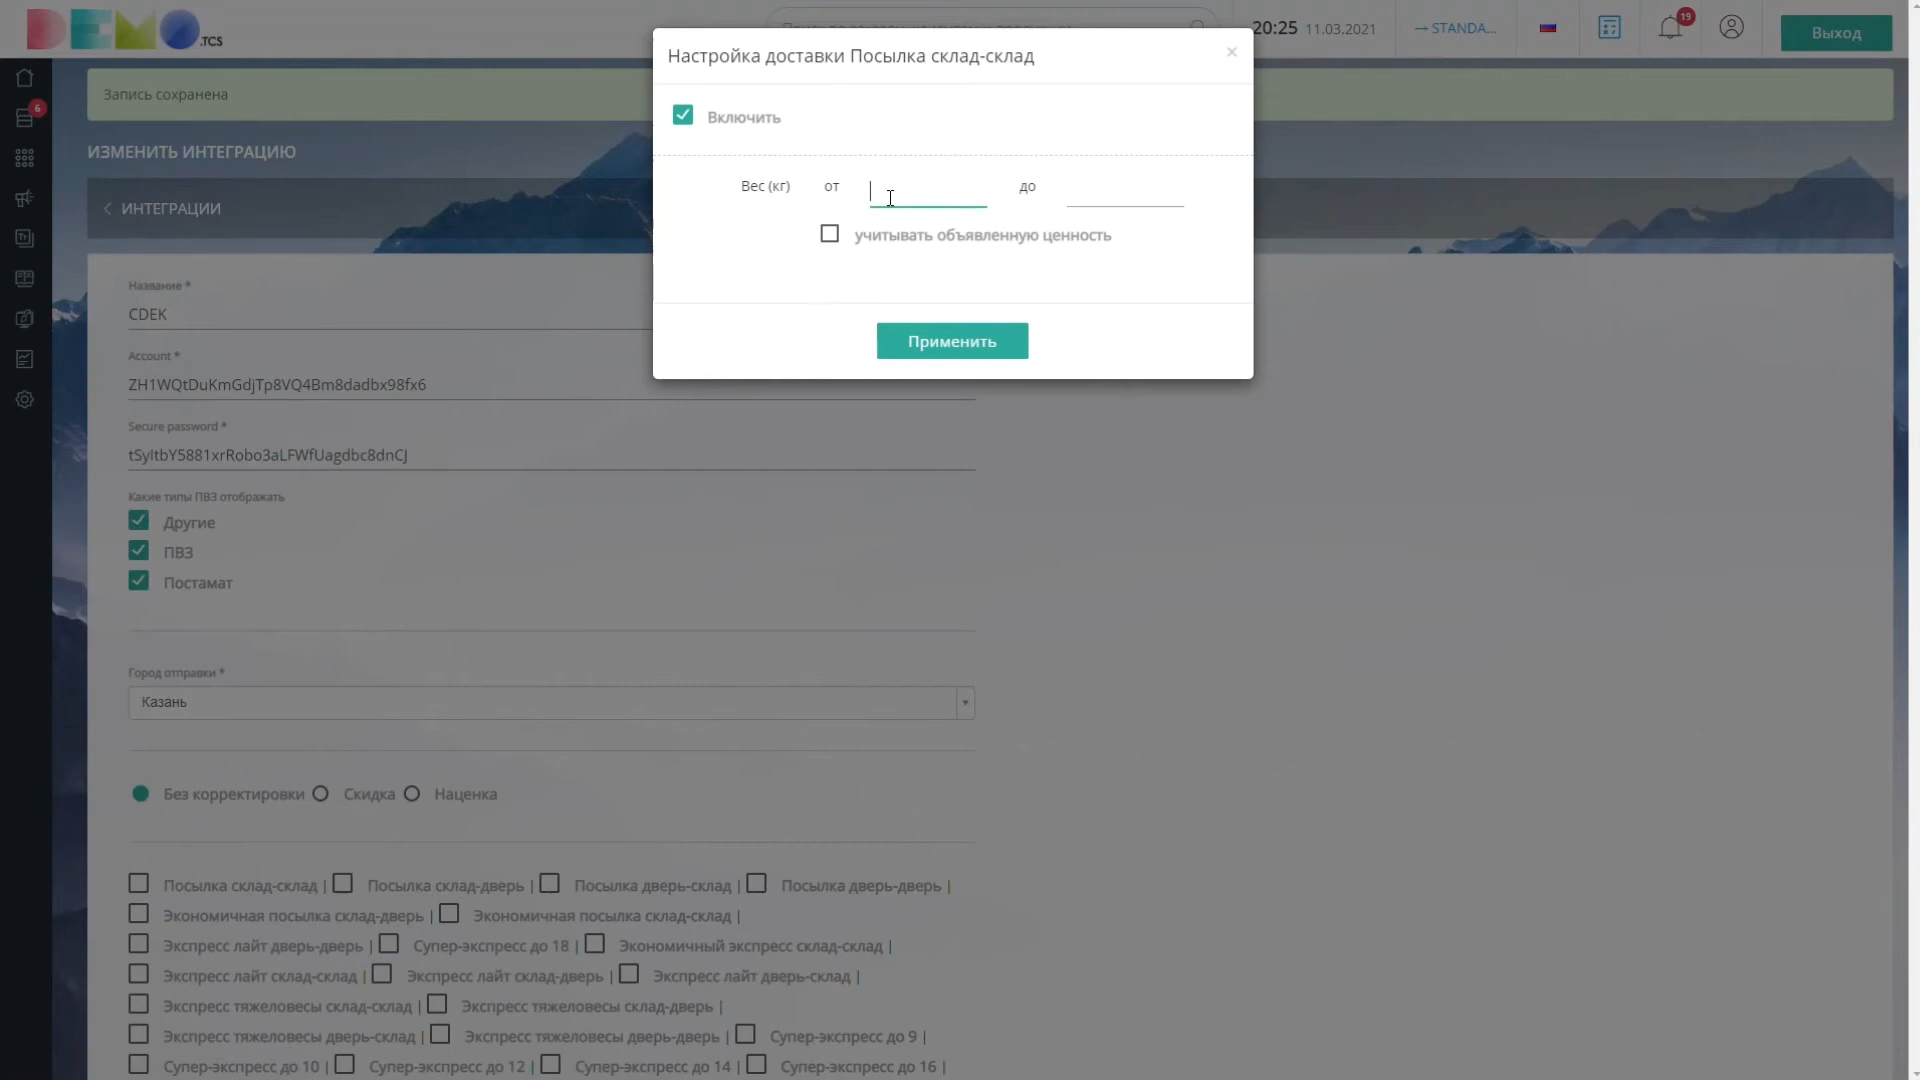 DEMO.TCS
20:25 11.03.2021
→ STANDA...
19
Выход
6
Запись сохранена
ИЗМЕНИТЬ ИНТЕГРАЦИЮ
ИНТЕГРАЦИИ
Настройка доставки Посылка склад-склад
×
Включить
Вес (кг) от до
учитывать объявленную ценность
Применить
Название *
CDEK
Account *
ZH1WQtDuKmGdjTp8VQ4Bm8dadbx98fx6
Secure password *
tSyItbY5881xrRobo3aLFWfUagdbc8dnCJ
Какие типы ПВЗ отображать
Другие
ПВЗ
Постамат
Город отправки *
Казань
Без корректировки Скидка Наценка
Посылка склад-склад | Посылка склад-дверь | Посылка дверь-склад | Посылка дверь-дверь |
Экономичная посылка склад-дверь | Экономичная посылка склад-склад |
Экспресс лайт дверь-дверь | Супер-экспресс до 18 | Экономичный экспресс склад-склад |
Экспресс лайт склад-склад | Экспресс лайт склад-дверь | Экспресс лайт дверь-склад |
Экспресс тяжеловесы склад-склад | Экспресс тяжеловесы склад-дверь |
Экспресс тяжеловесы дверь-склад | Экспресс тяжеловесы дверь-дверь | Супер-экспресс до 9 |
Супер-экспресс до 10 | Супер-экспресс до 12 | Супер-экспресс до 14 | Супер-экспресс до 16 |